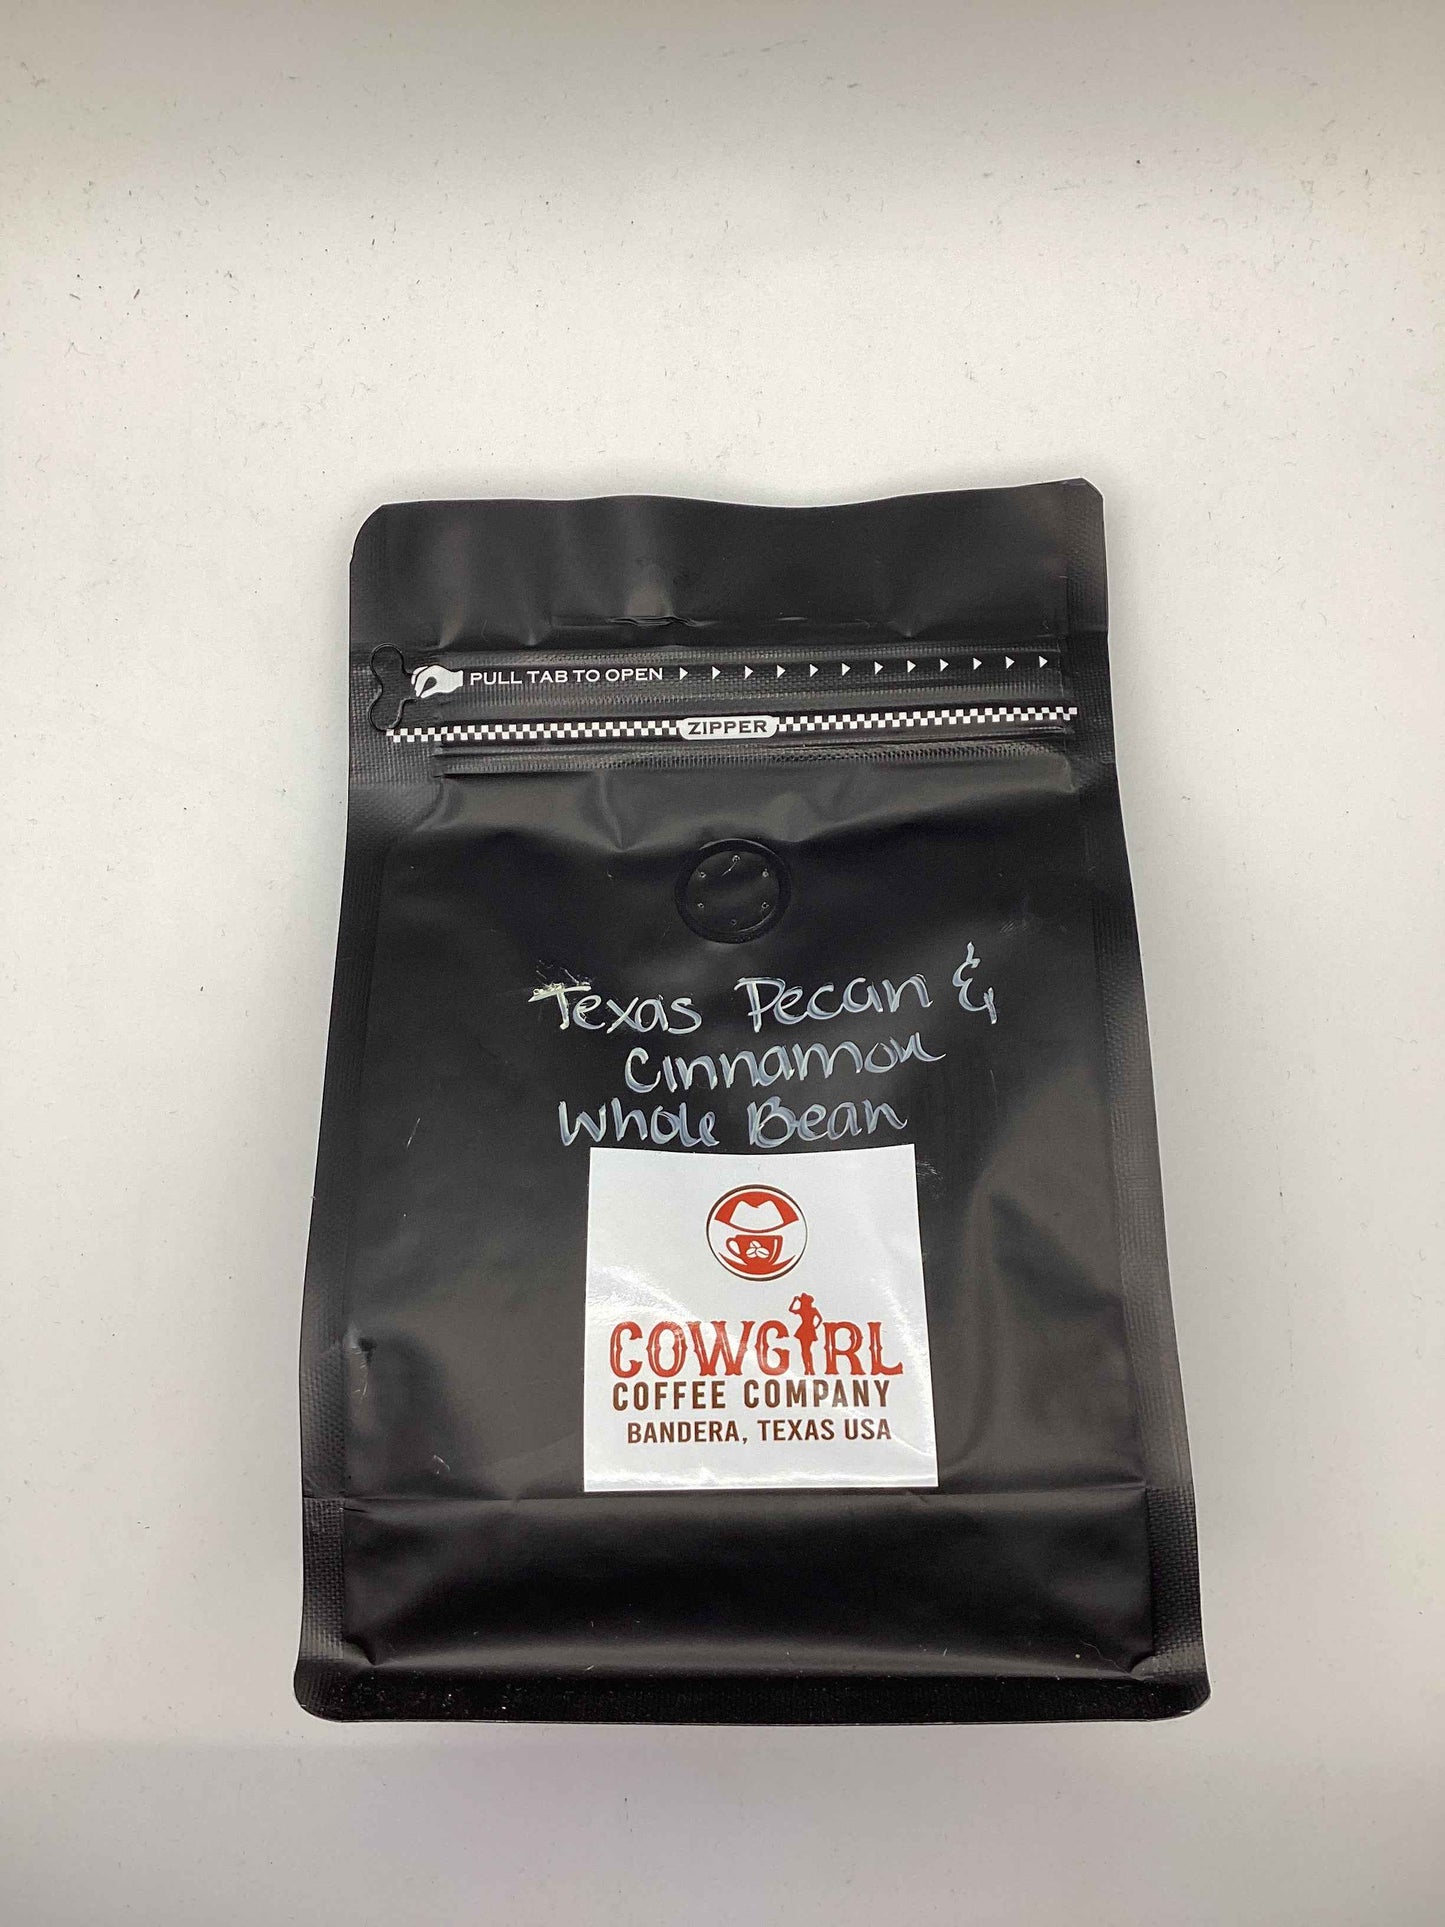 PULL TAB TO OPEN
ZIPPER
Texas Pecan &
Cinnamon
Whole Bean
COWGIRL
COFFEE COMPANY
BANDERA, TEXAS USA